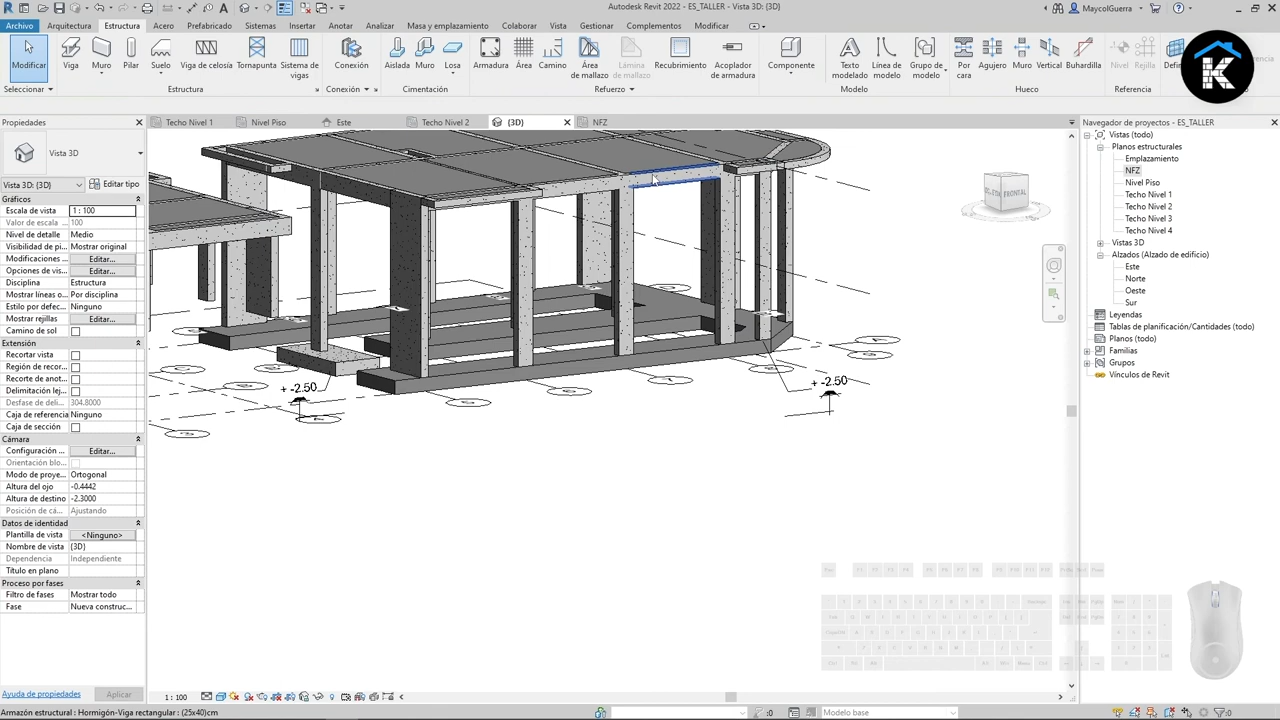 Autodesk Revit 2022 - ES_TALLER - Vista 3D: {3D}
MaycolGuerra
Archivo Arquitectura Estructura Acero Prefabricado Sistemas Insertar Anotar Analizar Masa y emplazamiento Colaborar Vista Gestionar Complementos Modificar
Modificar Viga Muro Pilar Suelo Viga de celosía Tornapunta Sistema de vigas Conexión Aislada Muro Losa Armadura Área Camino Área de mallazo Lámina de mallazo Recubrimiento Acoplador de armadura Componente Texto modelado Línea de modelo Grupo de modelo Por cara Agujero Muro Vertical Buhardilla Nivel Rejilla
Seleccionar Estructura Conexión Cimentación Refuerzo Modelo Hueco Referencia
K
Propiedades
Techo Nivel 1 Nivel Piso Este Techo Nivel 2 {3D} NFZ
Navegador de proyectos - ES_TALLER
Vista 3D
Vista 3D: {3D} Editar tipo
Gráficos
Escala de vista 1 : 100
Valor de escala ... 100
Nivel de detalle Medio
Visibilidad de pi... Mostrar original
Modificaciones ... Editar...
Opciones de vis... Editar...
Disciplina Estructura
Mostrar líneas o... Por disciplina
Estilo por defec... Ninguno
Mostrar rejillas Editar...
Camino de sol
Extensión
Recortar vista
Región de recor...
Recorte de anot...
Delimitación lej...
Desfase de deli... 304.8000
Caja de referencia Ninguno
Caja de sección
Cámara
Configuración ... Editar...
Orientación blo...
Modo de proye... Ortogonal
Altura del ojo -0.4442
Altura de destino -2.3000
Posición de cá... Ajustando
Datos de identidad
Plantilla de vista <Ninguno>
Nombre de vista {3D}
Dependencia Independiente
Título en plano
Proceso por fases
Filtro de fases Mostrar todo
Fase Nueva construc...
Ayuda de propiedades Aplicar
FRONTAL
+ -2.50
+ -2.50
Vistas (todo)
Planos estructurales
Emplazamiento
NFZ
Nivel Piso
Techo Nivel 1
Techo Nivel 2
Techo Nivel 3
Techo Nivel 4
Vistas 3D
Alzados (Alzado de edificio)
Este
Norte
Oeste
Sur
Leyendas
Tablas de planificación/Cantidades (todo)
Planos (todo)
Familias
Grupos
Vínculos de Revit
1 : 100
Armazón estructural : Hormigón-Viga rectangular : (25x40)cm
:0
Modelo base
:0